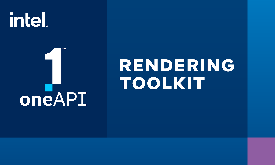 intel.
1
oneAPI
RENDERING
TOOLKIT